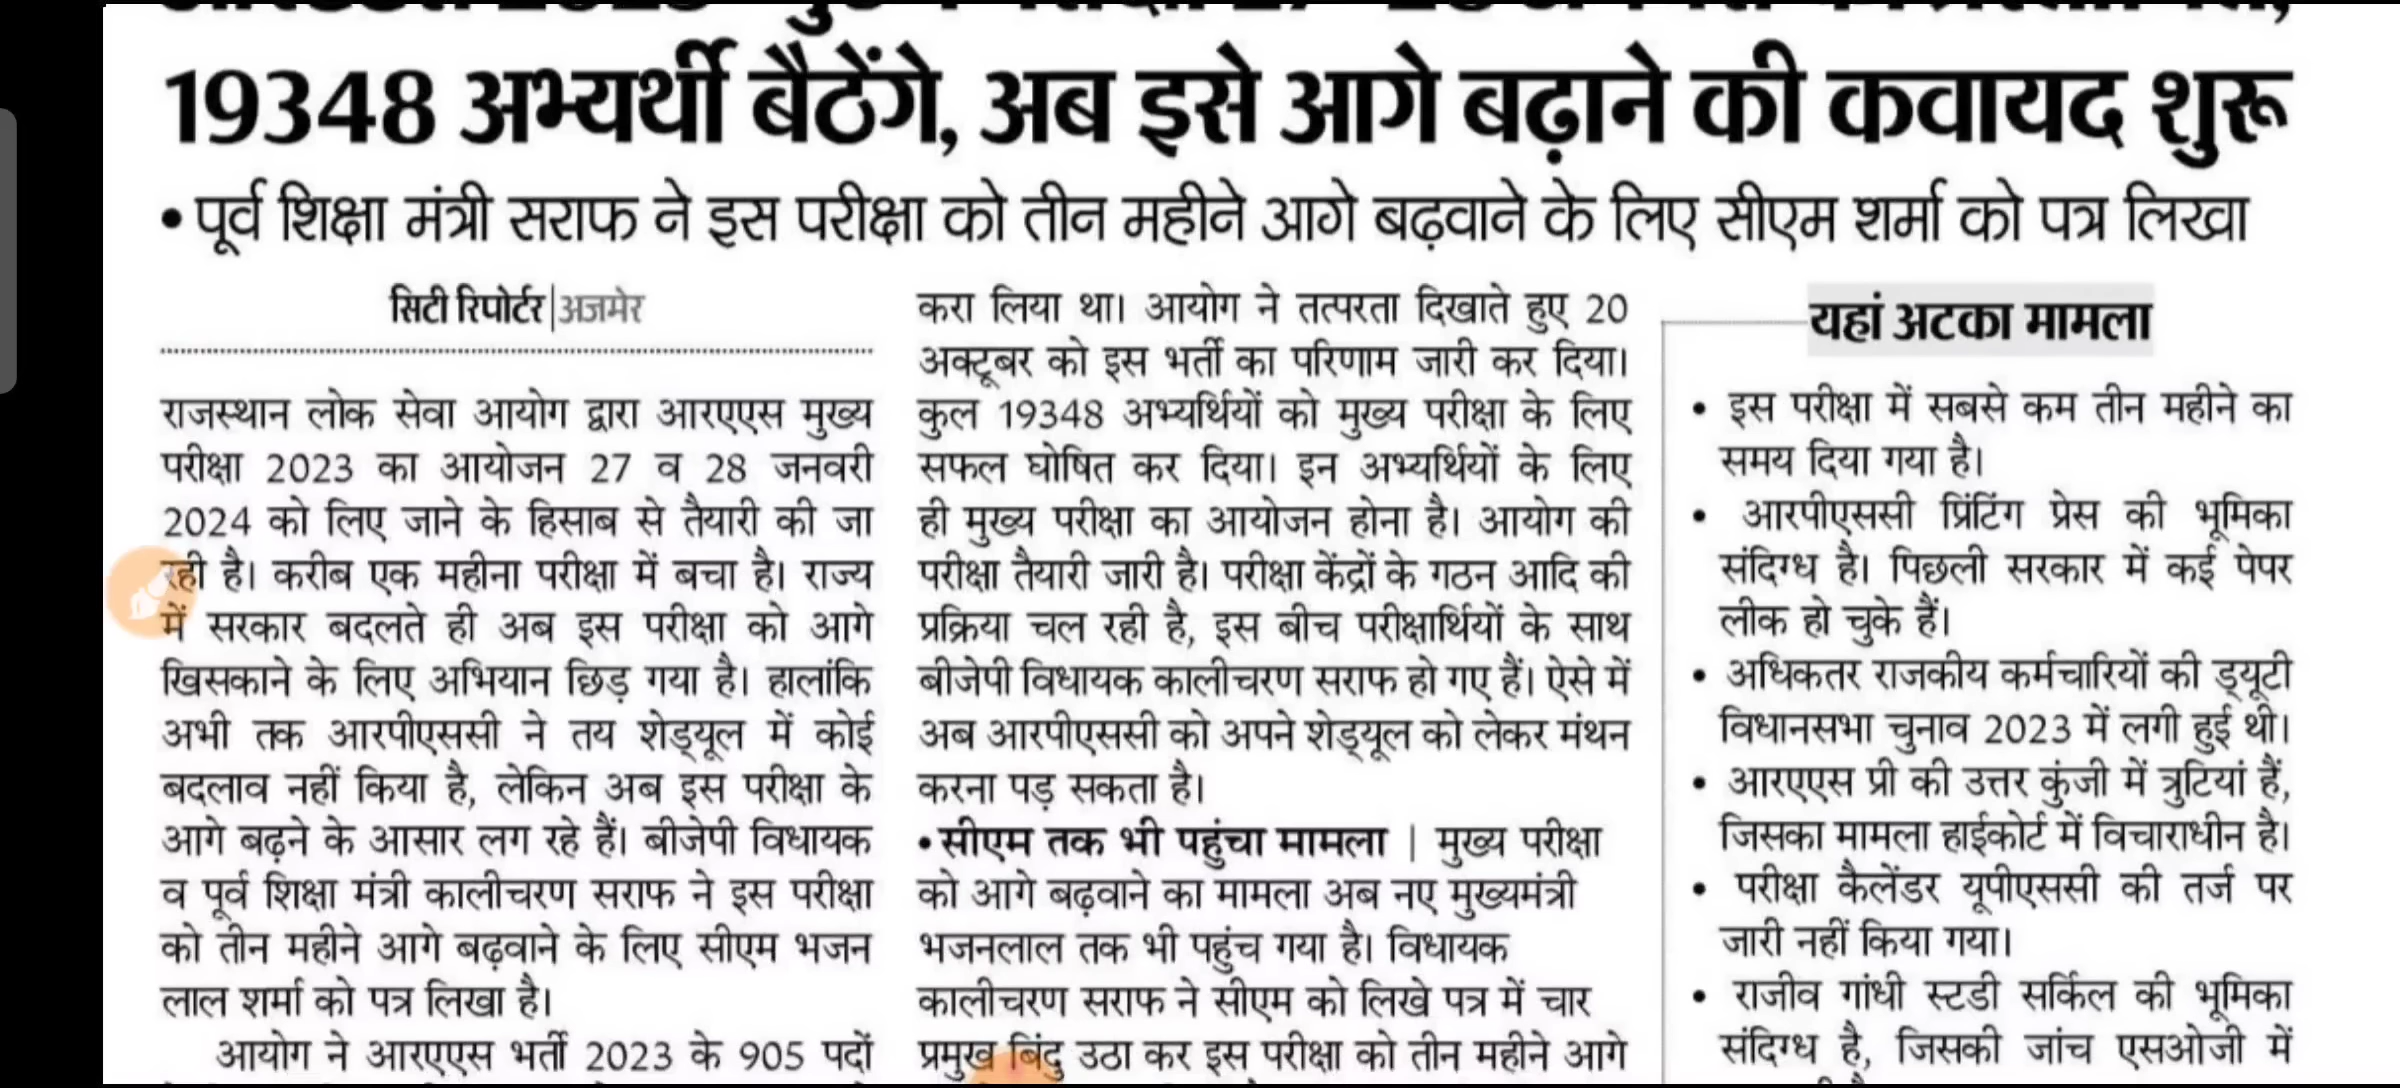 19348 अभ्यर्थी बैठेंगे, अब इसे आगे बढ़ाने की कवायद शुरू
• पूर्व शिक्षा मंत्री सराफ ने इस परीक्षा को तीन महीने आगे बढ़वाने के लिए सीएम शर्मा को पत्र लिखा
सिटी रिपोर्टर|अजमेर
राजस्थान लोक सेवा आयोग द्वारा आरएएस मुख्य
परीक्षा 2023 का आयोजन 27 व 28 जनवरी
2024 को लिए जाने के हिसाब से तैयारी की जा
रही है। करीब एक महीना परीक्षा में बचा है। राज्य
में सरकार बदलते ही अब इस परीक्षा को आगे
खिसकाने के लिए अभियान छिड़ गया है। हालांकि
अभी तक आरपीएससी ने तय शेड्यूल में कोई
बदलाव नहीं किया है, लेकिन अब इस परीक्षा के
आगे बढ़ने के आसार लग रहे हैं। बीजेपी विधायक
व पूर्व शिक्षा मंत्री कालीचरण सराफ ने इस परीक्षा
को तीन महीने आगे बढ़वाने के लिए सीएम भजन
लाल शर्मा को पत्र लिखा है।
आयोग ने आरएएस भर्ती 2023 के 905 पदों
करा लिया था। आयोग ने तत्परता दिखाते हुए 20
अक्टूबर को इस भर्ती का परिणाम जारी कर दिया।
कुल 19348 अभ्यर्थियों को मुख्य परीक्षा के लिए
सफल घोषित कर दिया। इन अभ्यर्थियों के लिए
ही मुख्य परीक्षा का आयोजन होना है। आयोग की
परीक्षा तैयारी जारी है। परीक्षा केंद्रों के गठन आदि की
प्रक्रिया चल रही है, इस बीच परीक्षार्थियों के साथ
बीजेपी विधायक कालीचरण सराफ हो गए हैं। ऐसे में
अब आरपीएससी को अपने शेड्यूल को लेकर मंथन
करना पड़ सकता है।
• सीएम तक भी पहुंचा मामला | मुख्य परीक्षा
को आगे बढ़वाने का मामला अब नए मुख्यमंत्री
भजनलाल तक भी पहुंच गया है। विधायक
कालीचरण सराफ ने सीएम को लिखे पत्र में चार
प्रमुख बिंदु उठा कर इस परीक्षा को तीन महीने आगे
यहां अटका मामला
• इस परीक्षा में सबसे कम तीन महीने का
समय दिया गया है।
• आरपीएससी प्रिंटिंग प्रेस की भूमिका
संदिग्ध है। पिछली सरकार में कई पेपर
लीक हो चुके हैं।
• अधिकतर राजकीय कर्मचारियों की ड्यूटी
विधानसभा चुनाव 2023 में लगी हुई थी।
• आरएएस प्री की उत्तर कुंजी में त्रुटियां हैं,
जिसका मामला हाईकोर्ट में विचाराधीन है।
• परीक्षा कैलेंडर यूपीएससी की तर्ज पर
जारी नहीं किया गया।
• राजीव गांधी स्टडी सर्किल की भूमिका
संदिग्ध है, जिसकी जांच एसओजी में